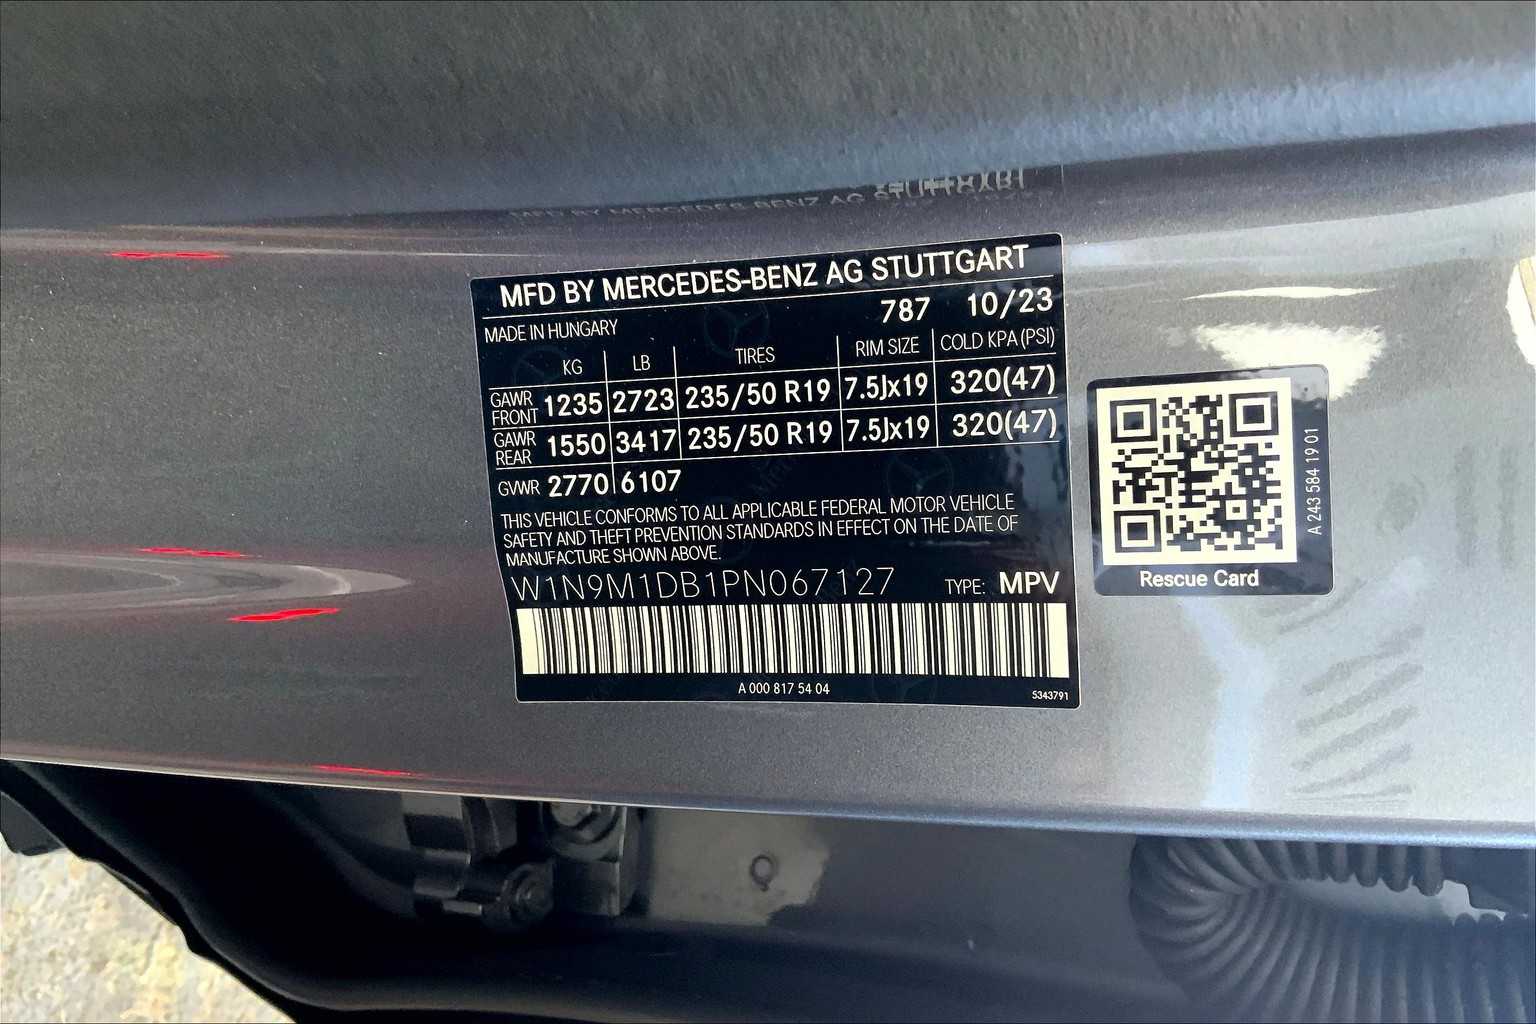 MFD BY MERCEDES-BENZ AG STUTTGART
787 10/23
MADE IN HUNGARY
KG LB TIRES RIM SIZE COLD KPA (PSI)
GAWR FRONT 1235 2723 235/50 R19 7.5Jx19 320(47)
GAWR REAR 1550 3417 235/50 R19 7.5Jx19 320(47)
GVWR 2770 6107
THIS VEHICLE CONFORMS TO ALL APPLICABLE FEDERAL MOTOR VEHICLE
SAFETY AND THEFT PREVENTION STANDARDS IN EFFECT ON THE DATE OF
MANUFACTURE SHOWN ABOVE.
W1N9M1DB1PN067127 TYPE: MPV
A 000 817 54 04
5343791
A 243 584 19 01
Rescue Card